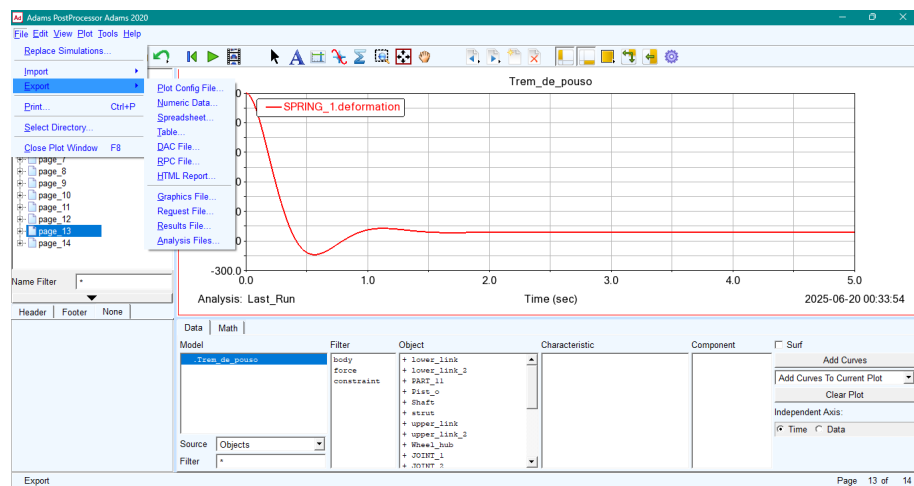 Adams PostProcessor Adams 2020
File Edit View Plot Tools Help
Replace Simulations...
Import
Export
Print... Ctrl+P
Select Directory...
Close Plot Window F8
Plot Config File...
Numeric Data...
Spreadsheet...
Table...
DAC File...
RPC File...
HTML Report...
Graphics File...
Request File...
Results File...
Analysis Files...
page_7
page_8
page_9
page_10
page_11
page_12
page_13
page_14
Name Filter *
Header Footer None
Trem_de_pouso
SPRING_1.deformation
-300.0
0.0 1.0 2.0 3.0 4.0 5.0
Analysis: Last_Run Time (sec) 2025-06-20 00:33:54
Data Math
Model Filter Object Characteristic Component Surf
.Trem_de_pouso
body
force
constraint
+ lower_link
+ lower_link_2
+ PART_11
+ Pist_o
+ Shaft
+ strut
+ upper_link
+ upper_link_2
+ Wheel_hub
+ JOINT_1
+ JOINT_2
Add Curves
Add Curves To Current Plot
Clear Plot
Independent Axis:
Time Data
Source Objects
Filter *
Export Page 13 of 14